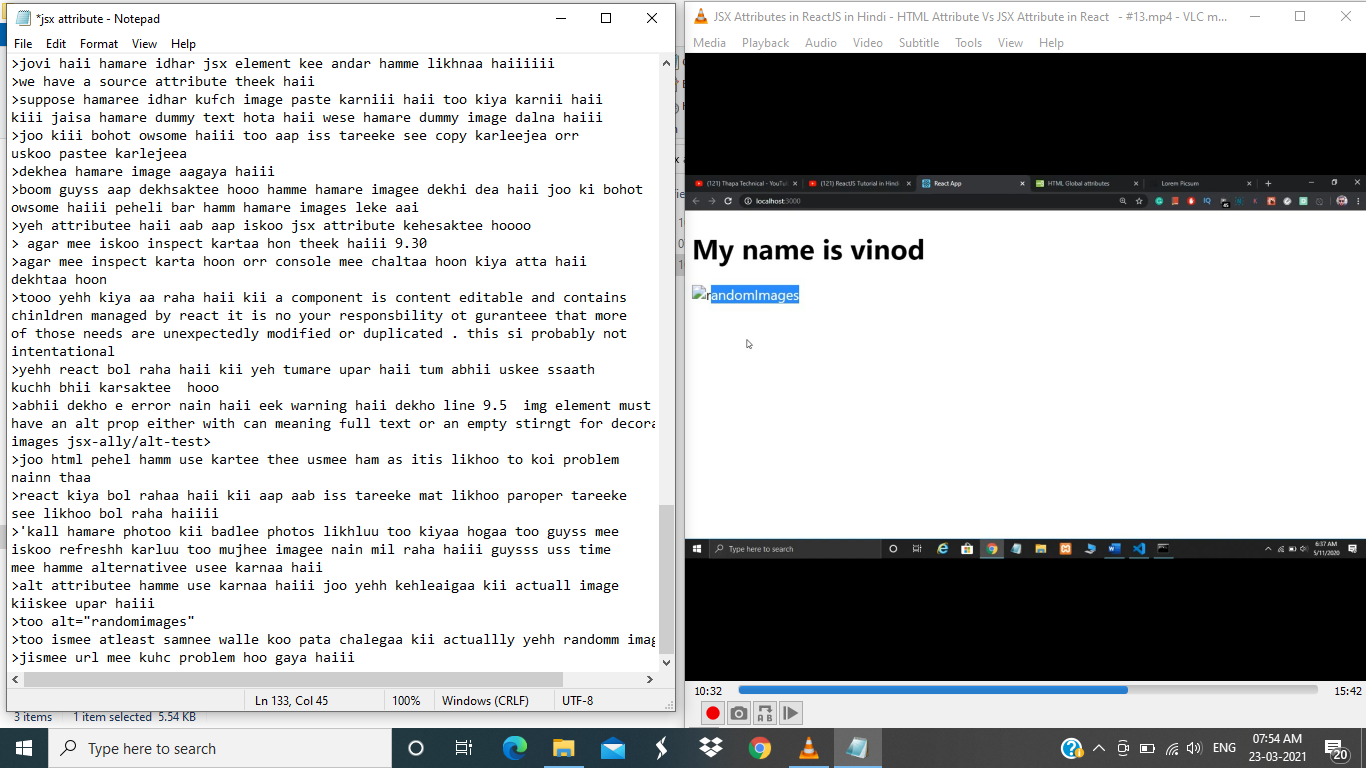 *jsx attribute - Notepad
File Edit Format View Help
>jovi haii hamare idhar jsx element kee andar hamme likhnaa haiiiiii
>we have a source attribute theek haii
>suppose hamaree idhar kufch image paste karniii haii too kiya karnii haii
kiii jaisa hamare dummy text hota haii wese hamare dummy image dalna haiii
>joo kiii bohot owsome haiii too aap iss tareeke see copy karleejea orr
uskoo pastee karlejeea
>dekhea hamare image aagaya haiii
>boom guyss aap dekhsaktee hooo hamme hamare imagee dekhi dea haii joo ki bohot
owsome haiii peheli bar hamm hamare images leke aai
>yeh attributee haii aab aap iskoo jsx attribute kehesaktee hoooo
> agar mee iskoo inspect kartaa hon theek haiii 9.30
>agar mee inspect karta hoon orr console mee chaltaa hoon kiya atta haii
dekhtaa hoon
>tooo yehh kiya aa raha haii kii a component is content editable and contains
chinldren managed by react it is no your responsbility ot guranteee that more
of those needs are unexpectedly modified or duplicated . this si probably not
intentational
>yehh react bol raha haii kii yeh tumare upar haii tum abhii uskee ssaath
kuchh bhii karsaktee  hooo
>abhii dekho e error nain haii eek warning haii dekho line 9.5  img element must
have an alt prop either with can meaning full text or an empty stirngt for decora
images jsx-ally/alt-test>
>joo html pehel hamm use kartee thee usmee ham as itis likhoo to koi problem
nainn thaa
>react kiya bol rahaa haii kii aap aab iss tareeke mat likhoo paroper tareeke
see likhoo bol raha haiiii
>'kall hamare photoo kii badlee photos likhluu too kiyaa hogaa too guyss mee
iskoo refreshh karluu too mujhee imagee nain mil raha haiii guysss uss time
mee hamme alternativee usee karnaa haii
>alt attributee hamme use karnaa haiii joo yehh kehleaigaa kii actuall image
kiiskee upar haiii
>too alt="randomimages"
>too ismee atleast samnee walle koo pata chalegaa kii actuallly yehh randomm imag
>jismee url mee kuhc problem hoo gaya haiii
Ln 133, Col 45 100% Windows (CRLF) UTF-8
3 items 1 item selected 5.54 KB
JSX Attributes in ReactJS in Hindi - HTML Attribute Vs JSX Attribute in React - #13.mp4 - VLC m...
Media Playback Audio Video Subtitle Tools View Help
(121) Thapa Technical - YouTu (121) ReactJS Tutorial in Hindi React App HTML Global attributes Lorem Picsum
localhost:3000
My name is vinod
randomImages
Type here to search
6:37 AM
5/11/2020
10:32 15:42
Type here to search
ENG
07:54 AM
23-03-2021
20